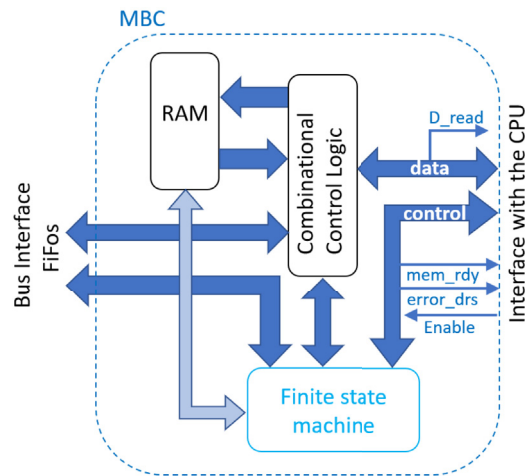 MBC
RAM
Combinational
Control Logic
D_read
data
control
mem_rdy
error_drs
Enable
Bus Interface
FiFos
Interface with the CPU
Finite state
machine